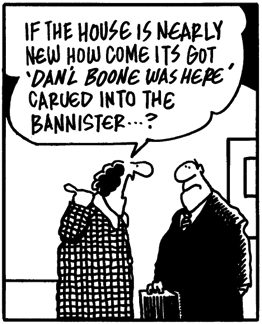 IF THE HOUSE IS NEARLY
NEW HOW COME ITS GOT
'DAN'L BOONE WAS HERE'
CARVED INTO THE
BANNISTER...?